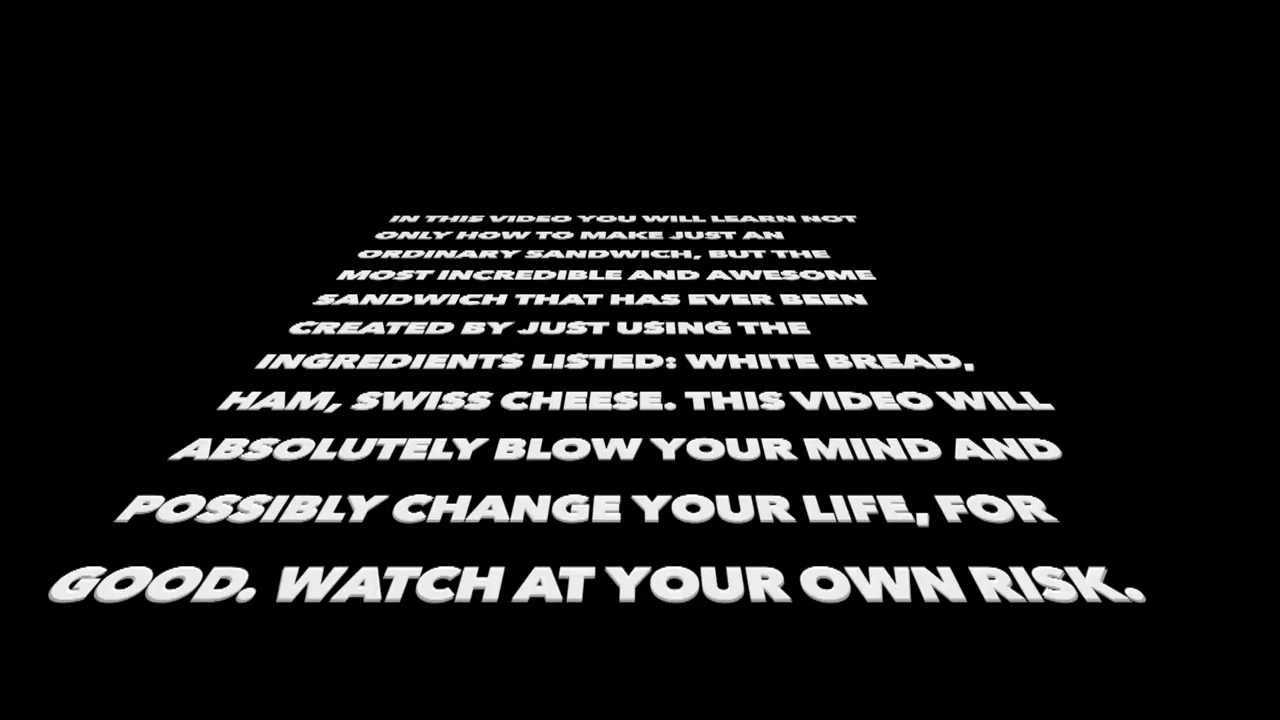 IN THIS VIDEO YOU WILL LEARN NOT
ONLY HOW TO MAKE JUST AN
ORDINARY SANDWICH, BUT THE
MOST INCREDIBLE AND AWESOME
SANDWICH THAT HAS EVER BEEN
CREATED BY JUST USING THE
INGREDIENTS LISTED: WHITE BREAD,
HAM, SWISS CHEESE. THIS VIDEO WILL
ABSOLUTELY BLOW YOUR MIND AND
POSSIBLY CHANGE YOUR LIFE, FOR
GOOD. WATCH AT YOUR OWN RISK.